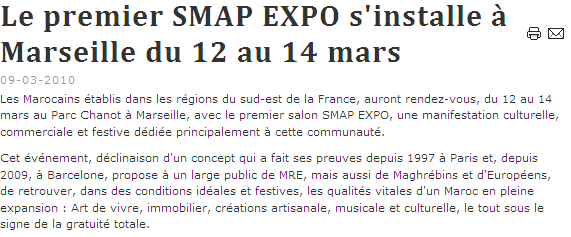 Le premier SMAP EXPO s'installe à
Marseille du 12 au 14 mars
09-03-2010
Les Marocains établis dans les régions du sud-est de la France, auront rendez-vous, du 12 au 14
mars au Parc Chanot à Marseille, avec le premier salon SMAP EXPO, une manifestation culturelle,
commerciale et festive dédiée principalement à cette communauté.
Cet événement, déclinaison d'un concept qui a fait ses preuves depuis 1997 à Paris et, depuis
2009, à Barcelone, propose à un large public de MRE, mais aussi de Maghrébins et d'Européens,
de retrouver, dans des conditions idéales et festives, les qualités vitales d'un Maroc en pleine
expansion : Art de vivre, immobilier, créations artisanale, musicale et culturelle, le tout sous le
signe de la gratuité totale.